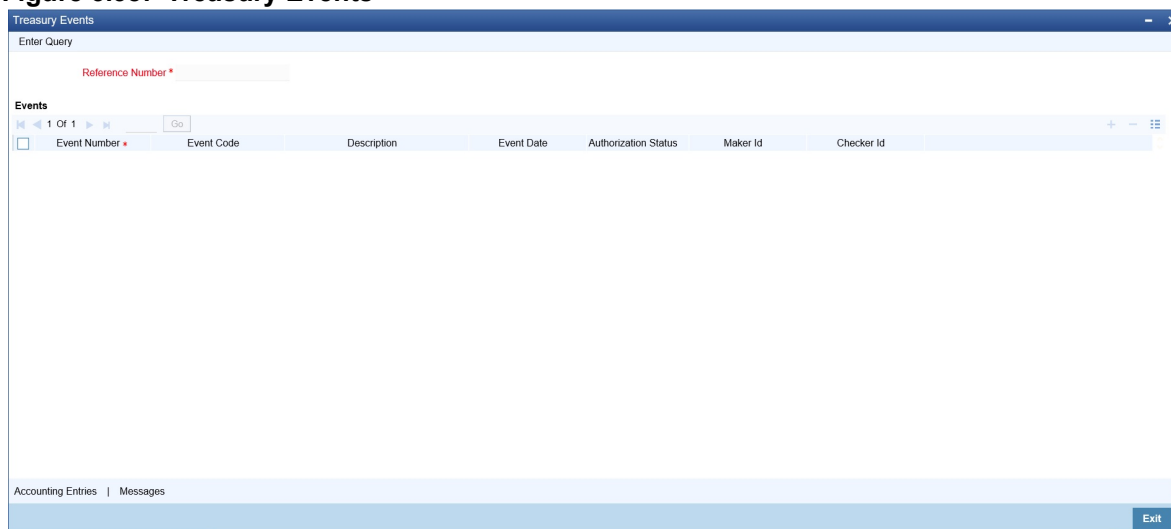 Treasury Events
Enter Query
Reference Number *
Events
1 Of 1 Go
Event Number * Event Code Description Event Date Authorization Status Maker Id Checker Id
Accounting Entries | Messages
Exit